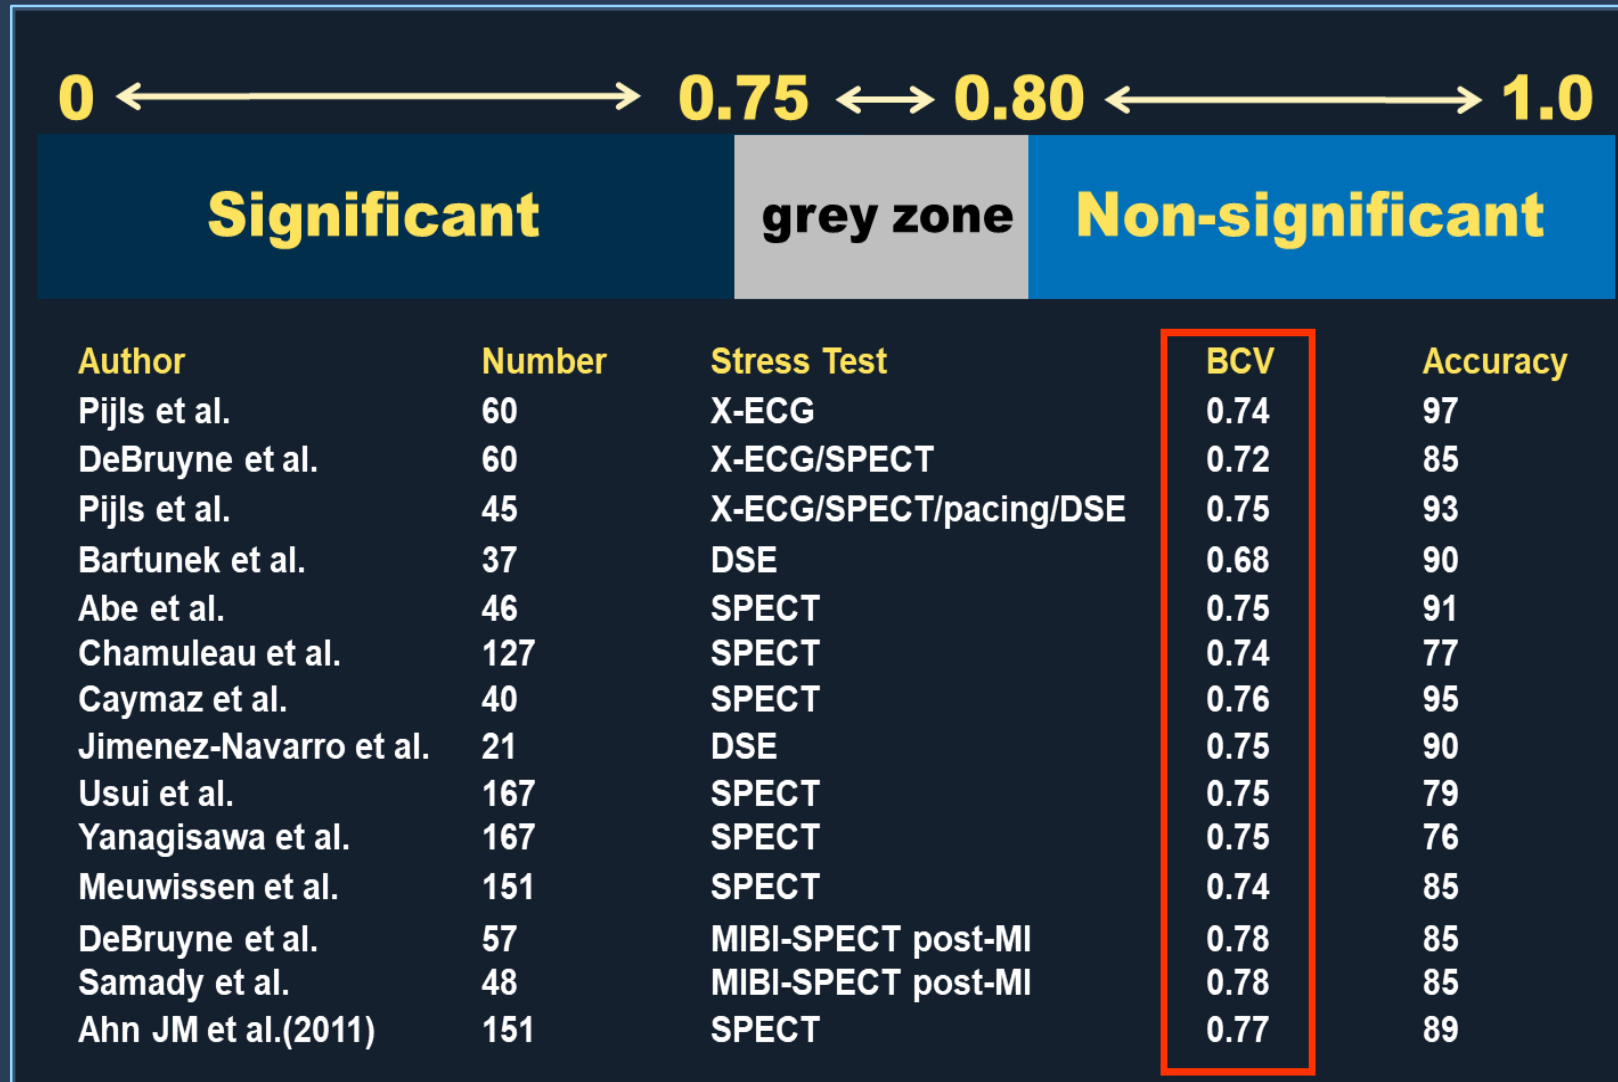 0 0.75 0.80 1.0
Significant grey zone Non-significant
Author Number Stress Test BCV Accuracy
Pijls et al. 60 X-ECG 0.74 97
DeBruyne et al. 60 X-ECG/SPECT 0.72 85
Pijls et al. 45 X-ECG/SPECT/pacing/DSE 0.75 93
Bartunek et al. 37 DSE 0.68 90
Abe et al. 46 SPECT 0.75 91
Chamuleau et al. 127 SPECT 0.74 77
Caymaz et al. 40 SPECT 0.76 95
Jimenez-Navarro et al. 21 DSE 0.75 90
Usui et al. 167 SPECT 0.75 79
Yanagisawa et al. 167 SPECT 0.75 76
Meuwissen et al. 151 SPECT 0.74 85
DeBruyne et al. 57 MIBI-SPECT post-MI 0.78 85
Samady et al. 48 MIBI-SPECT post-MI 0.78 85
Ahn JM et al.(2011) 151 SPECT 0.77 89